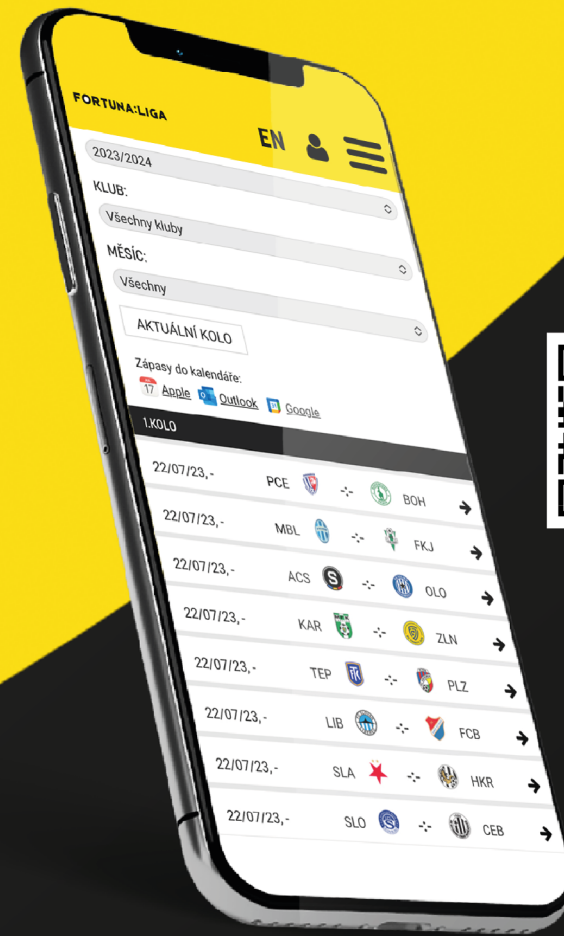 FORTUNA:LIGA
EN
2023/2024
KLUB:
Všechny kluby
MĚSÍC:
Všechny
AKTUÁLNÍ KOLO
Zápasy do kalendáře:
17 Apple Outlook Google
1.KOLO
22/07/23,- PCE -:- BOH
22/07/23,- MBL -:- FKJ
22/07/23,- ACS -:- OLO
22/07/23,- KAR -:- ZLN
22/07/23,- TEP -:- PLZ
22/07/23,- LIB -:- FCB
22/07/23,- SLA -:- HKR
22/07/23,- SLO -:- CEB